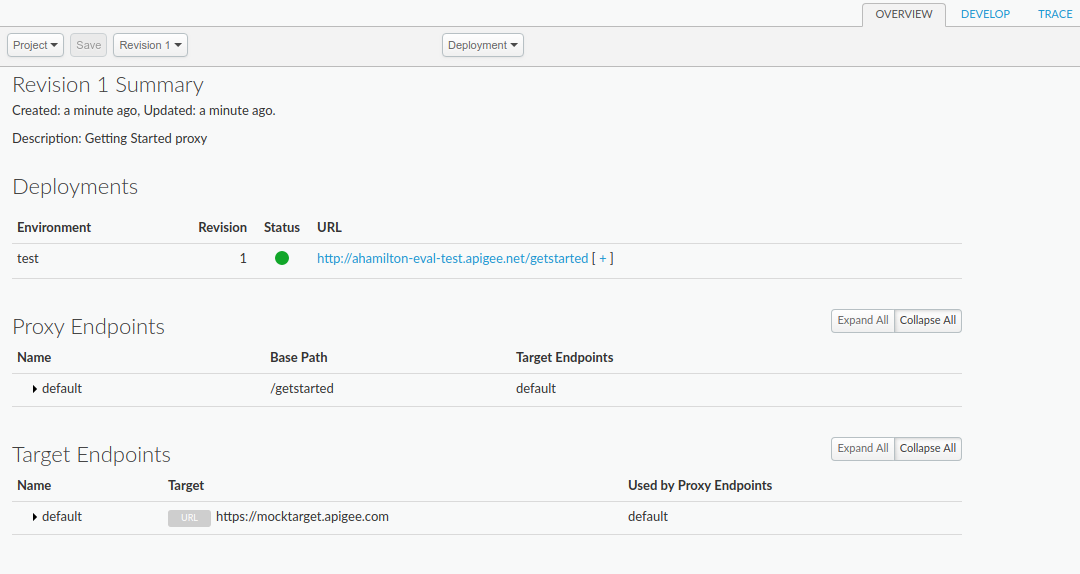 OVERVIEW DEVELOP TRACE
Project Save Revision 1 Deployment
Revision 1 Summary
Created: a minute ago, Updated: a minute ago.
Description: Getting Started proxy
Deployments
Environment Revision Status URL
test 1 http://ahamilton-eval-test.apigee.net/getstarted [ + ]
Proxy Endpoints Expand All Collapse All
Name Base Path Target Endpoints
default /getstarted default
Target Endpoints Expand All Collapse All
Name Target Used by Proxy Endpoints
default URL https://mocktarget.apigee.com default